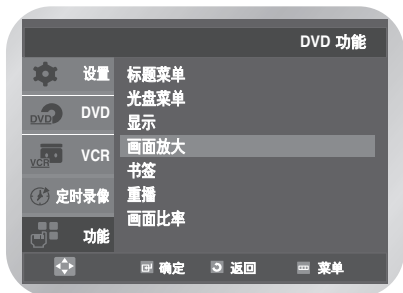 DVD 功能
设置
DVD
VCR
定时录像
功能
标题菜单
光盘菜单
显示
画面放大
书签
重播
画面比率
确定 返回 菜单